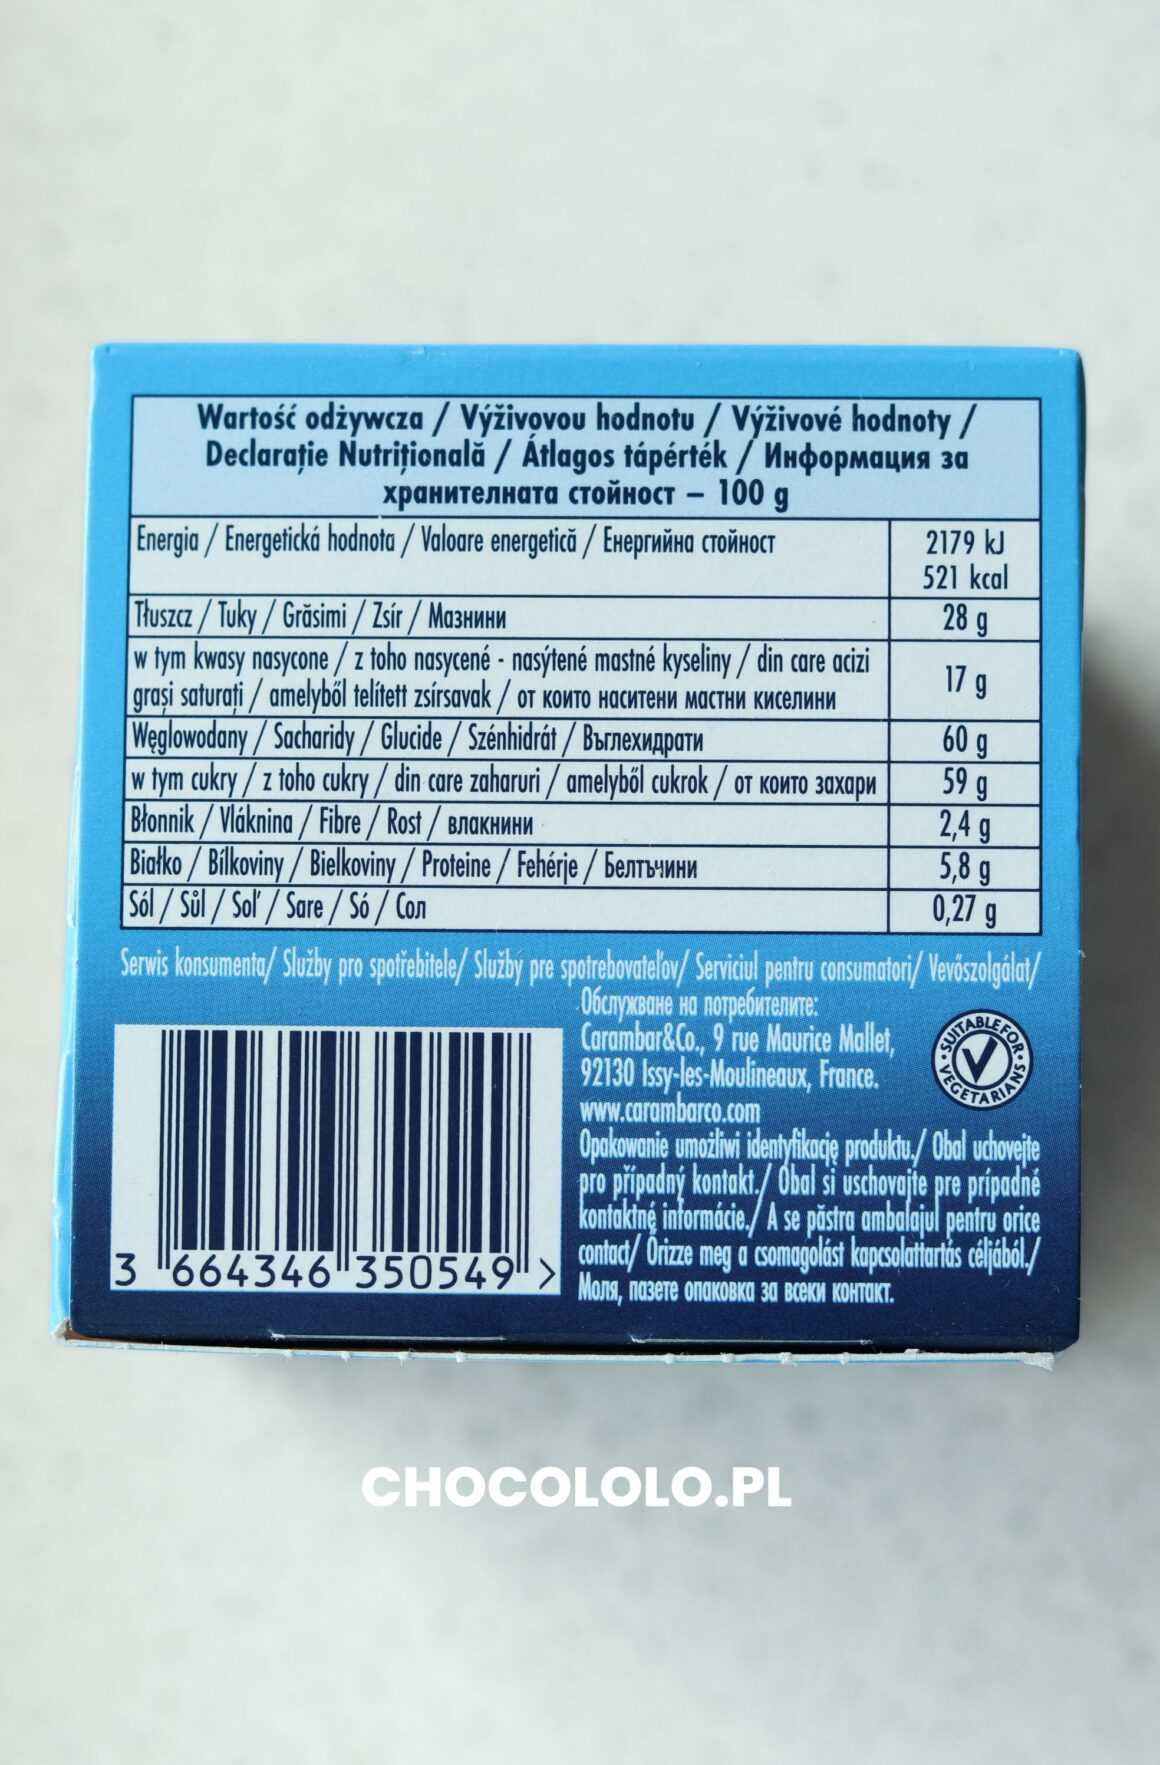 Wartość odżywcza / Výživovou hodnotu / Výživové hodnoty /
Declarație Nutrițională / Átlagos tápérték / Информация за
хранителната стойност – 100 g
Energia / Energetická hodnota / Valoare energetică / Енергийна стойност
2179 kJ
521 kcal
Tłuszcz / Tuky / Grăsimi / Zsír / Мазнини
28 g
w tym kwasy nasycone / z toho nasycené - nasýtené mastné kyseliny / din care acizi
grași saturați / amelyből telített zsírsavak / от които наситени мастни киселини
17 g
Węglowodany / Sacharidy / Glucide / Szénhidrát / Въглехидрати
60 g
w tym cukry / z toho cukry / din care zaharuri / amelyből cukrok / от които захари
59 g
Błonnik / Vláknina / Fibre / Rost / влакнини
2,4 g
Białko / Bílkoviny / Bielkoviny / Proteine / Fehérje / Белтъчини
5,8 g
Sól / Sůl / Soľ / Sare / Só / Сол
0,27 g
Serwis konsumenta/ Služby pro spotřebitele/ Služby pre spotrebovateľov/ Serviciul pentru consumatori/ Vevőszolgálat/
Обслужване на потребителите:
Carambar&Co., 9 rue Maurice Mallet,
92130 Issy-les-Moulineaux, France.
www.carambarco.com
Opakowanie umożliwi identyfikację produktu./ Obal uchovejte
pro případný kontakt./ Obal si uschovajte pre prípadné
kontaktné informácie./ A se păstra ambalajul pentru orice
contact/ Őrizze meg a csomagolást kapcsolattartás céljából./
Моля, пазете опаковка за всеки контакт.
SUITABLE FOR
VEGETARIANS
3 664346 350549 >
CHOCOLOLO.PL